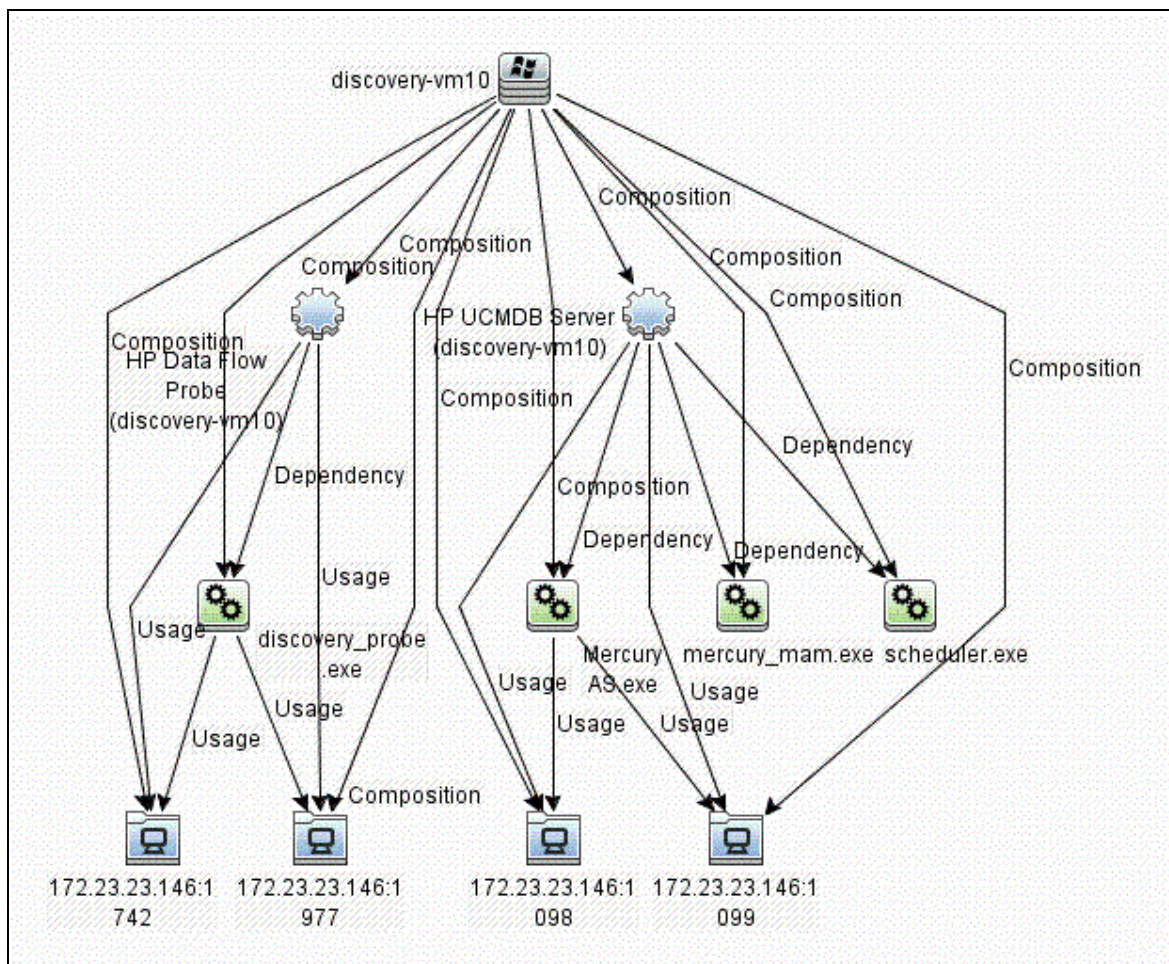 discovery-vm10
Composition
Composition
Composition
Composition
Composition
Composition
HP UCMDB Server
(discovery-vm10)
HP Data Flow
Probe
(discovery-vm10)
Composition
Composition
Dependency
Dependency
Composition
Dependency
Dependency
Usage
Usage
discovery_probe
.exe
Mercury
AS.exe
mercury_mam.exe
scheduler.exe
Usage
Usage
Usage
Usage
Usage
Usage
Composition
172.23.23.146:1
742
172.23.23.146:1
977
172.23.23.146:1
098
172.23.23.146:1
099